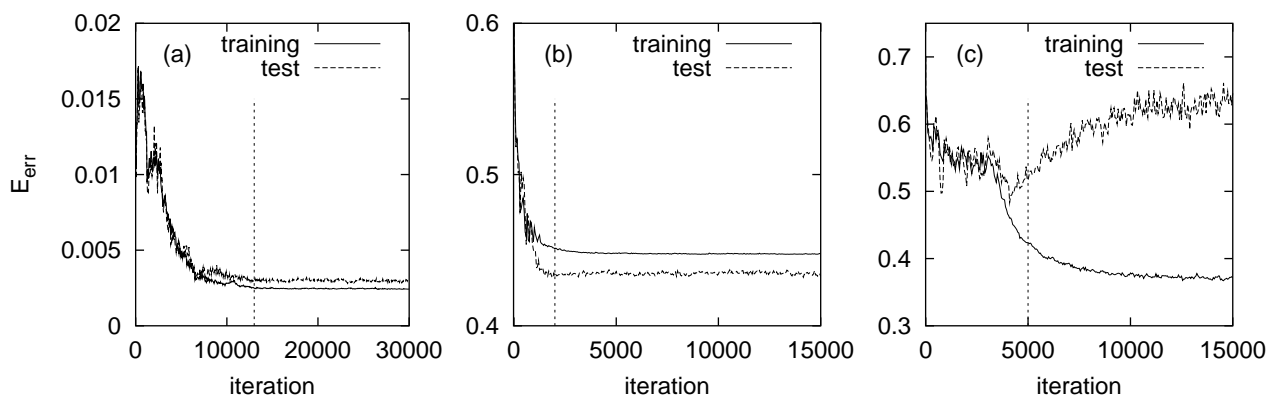 0.02
0.015
0.01
0.005
0
E_err
(a)
training
test
0 10000 20000 30000
iteration
0.6
0.5
0.4
(b)
training
test
0 5000 10000 15000
iteration
0.7
0.6
0.5
0.4
0.3
(c)
training
test
0 5000 10000 15000
iteration